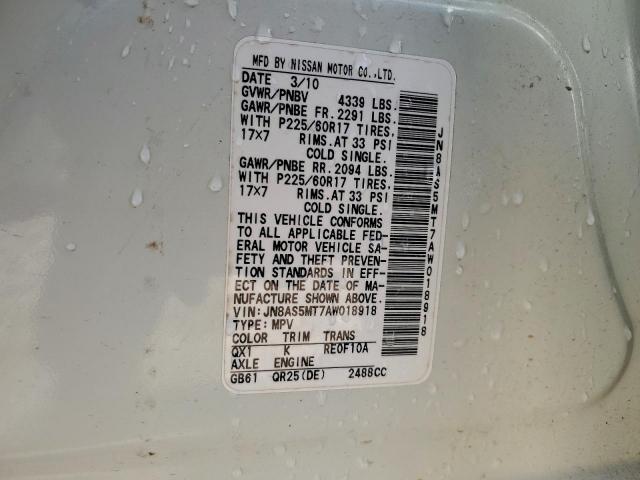 MFD BY NISSAN MOTOR CO.,LTD.
DATE 3/10
GVWR/PNBV 4339 LBS.
GAWR/PNBE FR.2291 LBS.
WITH P225/60R17 TIRES,
17×7 RIMS.AT 33 PSI
COLD SINGLE.
GAWR/PNBE RR.2094 LBS.
WITH P225/60R17 TIRES,
17×7 RIMS.AT 33 PSI
COLD SINGLE.
THIS VEHICLE CONFORMS
TO ALL APPLICABLE FED-
ERAL MOTOR VEHICLE SA-
FETY AND THEFT PREVEN-
TION STANDARDS IN EFF-
ECT ON THE DATE OF MA-
NUFACTURE SHOWN ABOVE.
VIN: JN8AS5MT7AW018918
TYPE: MPV
COLOR TRIM TRANS
QX1 K RE0F10A
AXLE ENGINE
GB61 QR25(DE) 2488CC
JN8AS5MT7AW018918